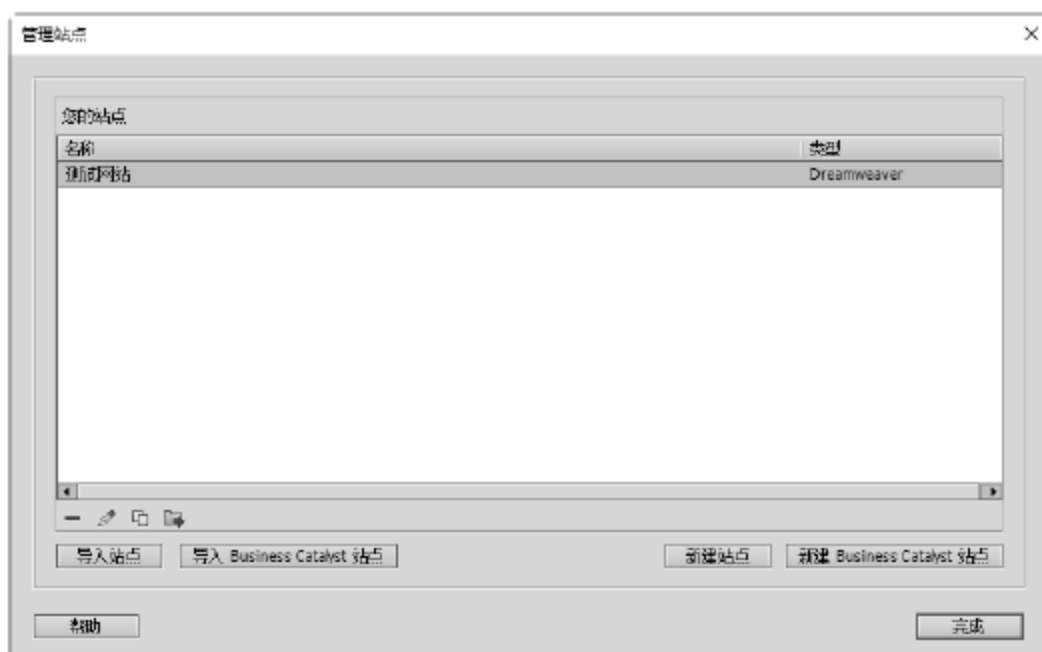 管理站点
您的站点
名称 类型
测试网站 Dreamweaver
导入站点 导入 Business Catalyst 站点 新建站点 新建 Business Catalyst 站点
帮助 完成